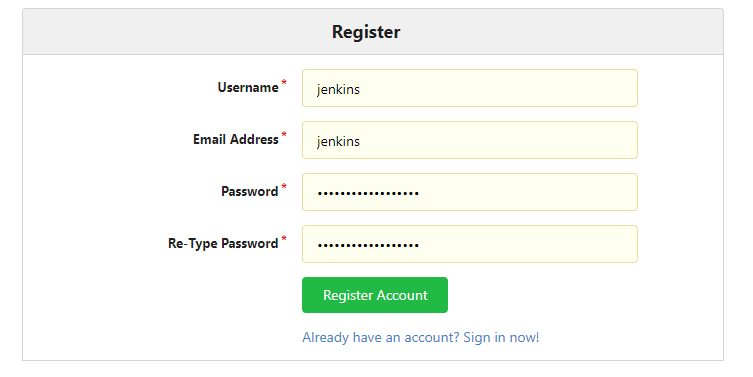 Register
Username * jenkins
Email Address * jenkins
Password * ••••••••••••••••••
Re-Type Password * ••••••••••••••••••
Register Account
Already have an account? Sign in now!